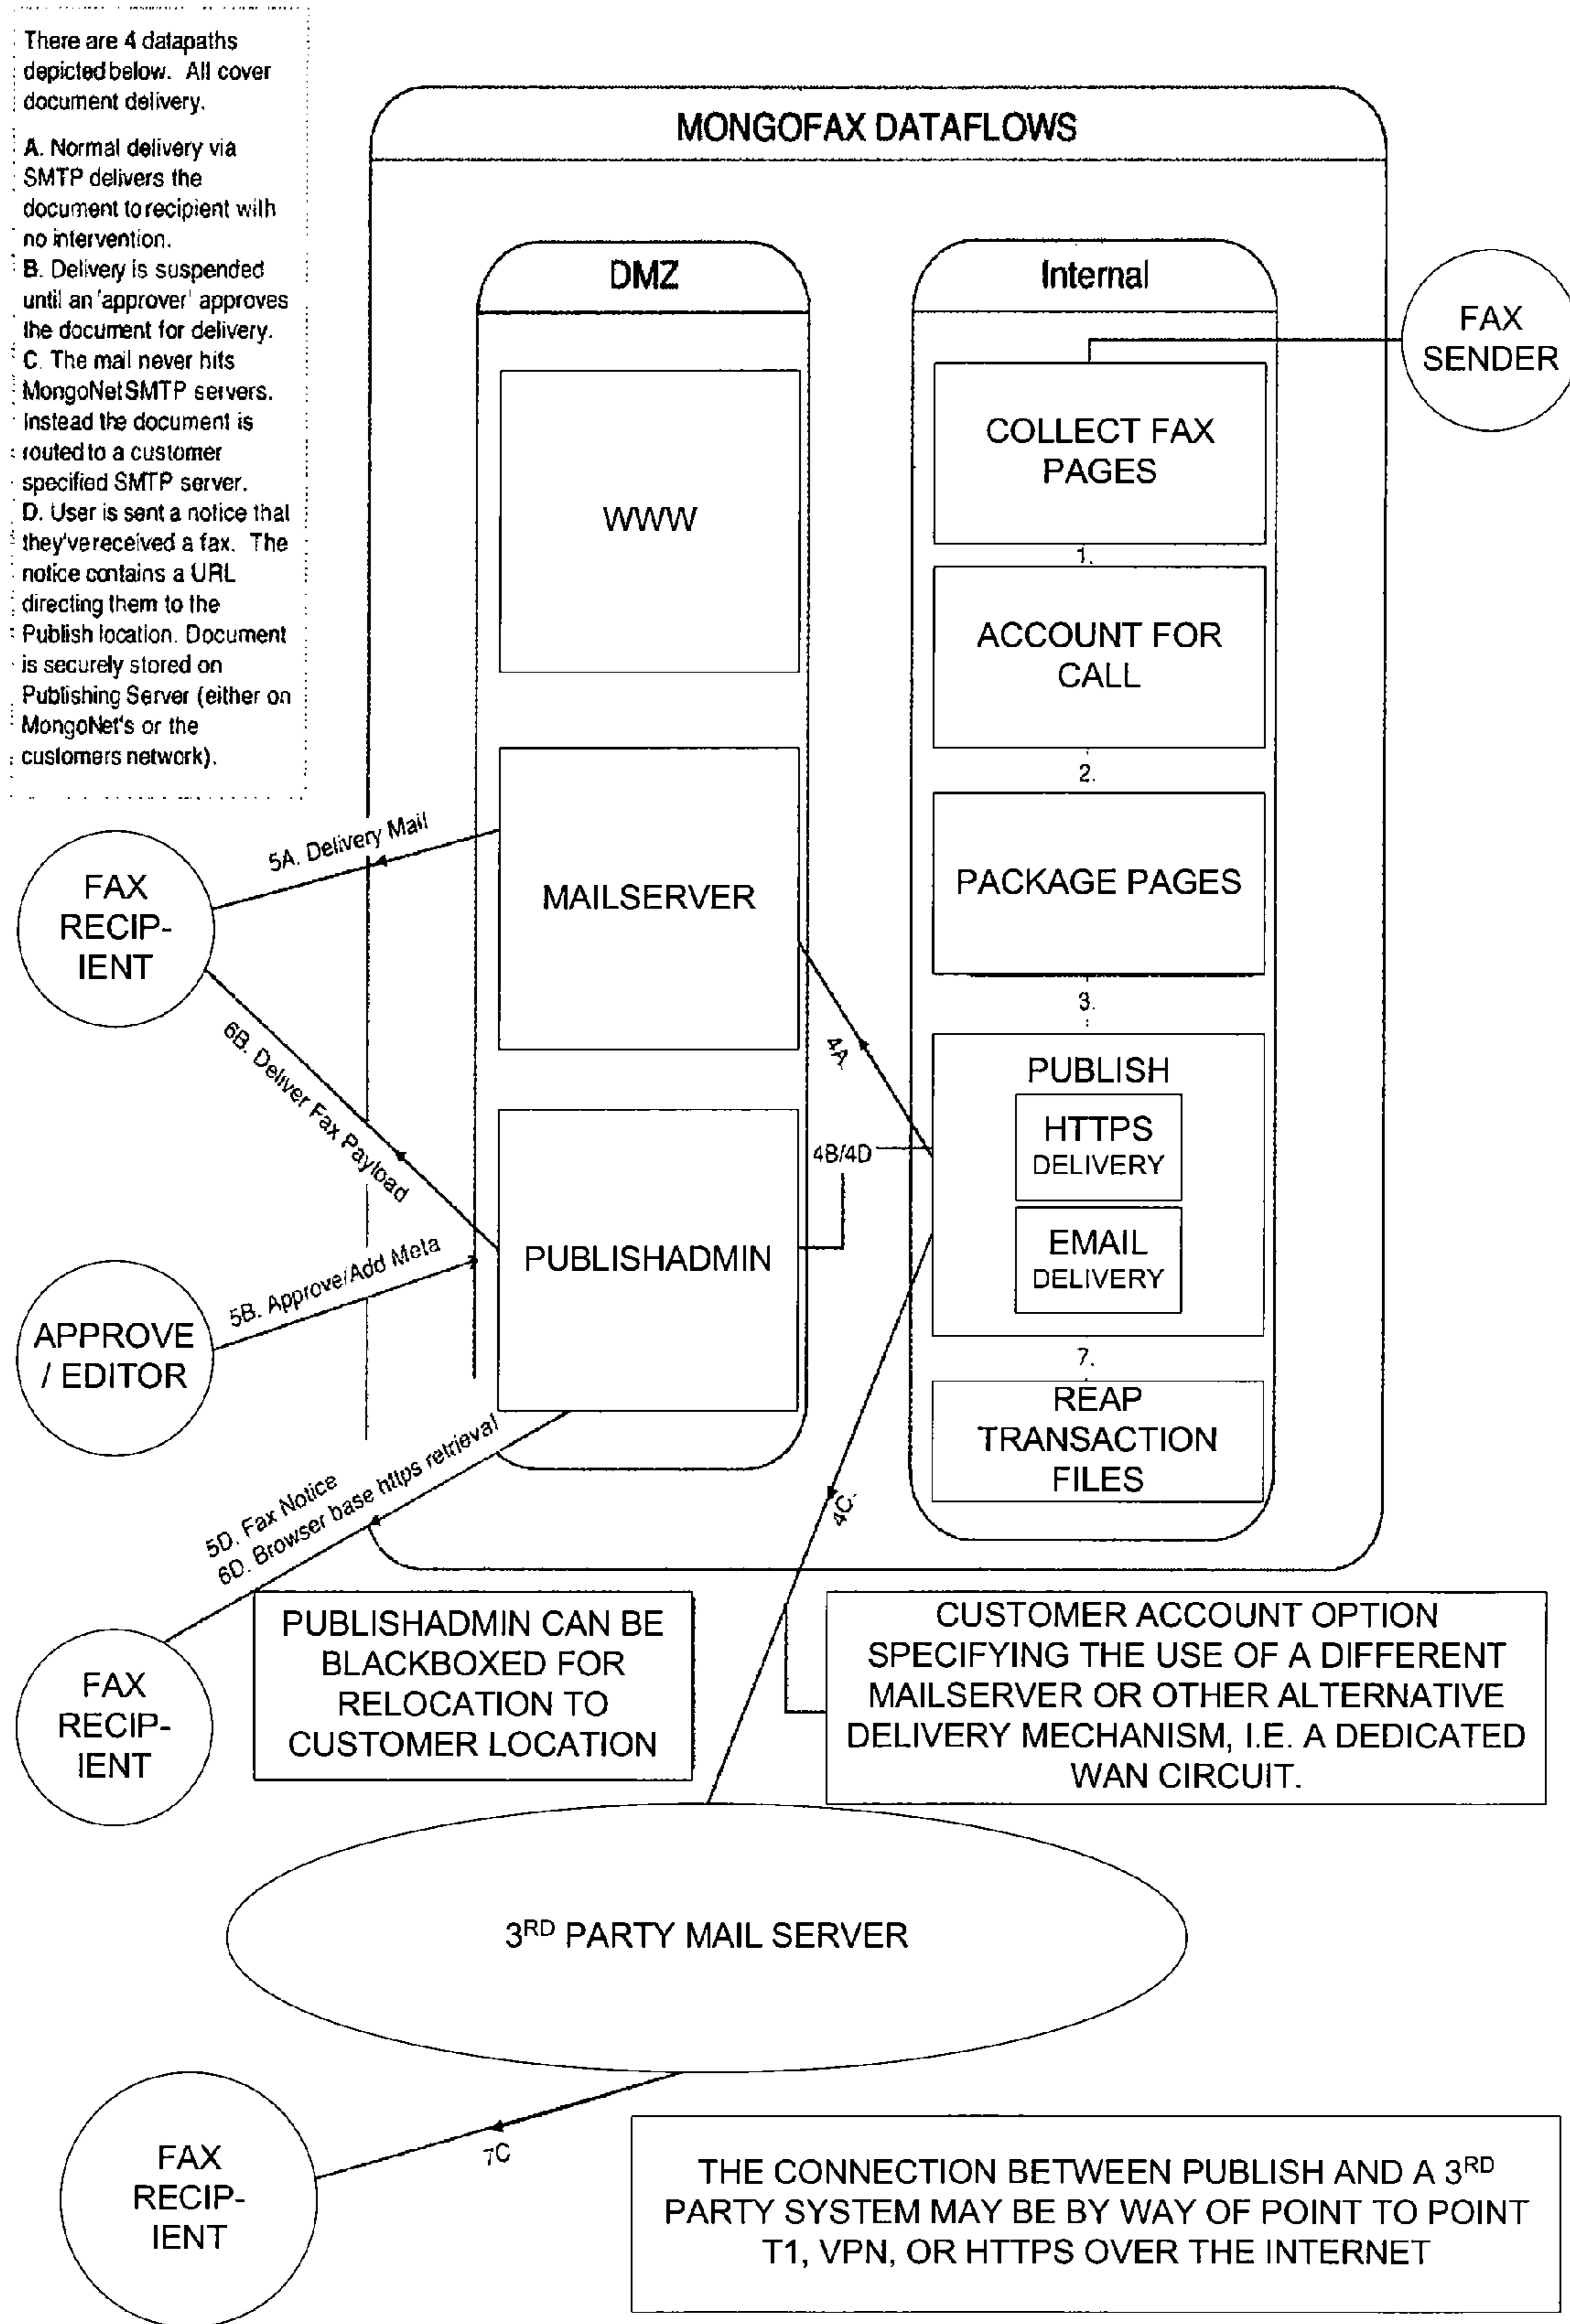 There are 4 datapaths
depicted below. All cover
document delivery.
A. Normal delivery via
SMTP delivers the
document to recipient with
no intervention.
B. Delivery is suspended
until an 'approver' approves
the document for delivery.
C. The mail never hits
MongoNet SMTP servers.
Instead the document is
routed to a customer
specified SMTP server.
D. User is sent a notice that
they've received a fax. The
notice contains a URL
directing them to the
Publish location. Document
is securely stored on
Publishing Server (either on
MongoNet's or the
customers network).
MONGOFAX DATAFLOWS
DMZ
Internal
FAX
SENDER
WWW
COLLECT FAX
PAGES
1.
ACCOUNT FOR
CALL
2.
MAILSERVER
PACKAGE PAGES
3.
5A. Delivery Mail
FAX
RECIP-
IENT
6B. Deliver Fax Payload
4A.
PUBLISH
HTTPS
DELIVERY
EMAIL
DELIVERY
4B/4D
PUBLISHADMIN
5B. Approve/Add Meta
APPROVE
/ EDITOR
7.
REAP
TRANSACTION
FILES
4C.
5D. Fax Notice
6D. Browser base https retrieval
FAX
RECIP-
IENT
PUBLISHADMIN CAN BE
BLACKBOXED FOR
RELOCATION TO
CUSTOMER LOCATION
CUSTOMER ACCOUNT OPTION
SPECIFYING THE USE OF A DIFFERENT
MAILSERVER OR OTHER ALTERNATIVE
DELIVERY MECHANISM, I.E. A DEDICATED
WAN CIRCUIT.
3RD PARTY MAIL SERVER
7C
FAX
RECIP-
IENT
THE CONNECTION BETWEEN PUBLISH AND A 3RD
PARTY SYSTEM MAY BE BY WAY OF POINT TO POINT
T1, VPN, OR HTTPS OVER THE INTERNET